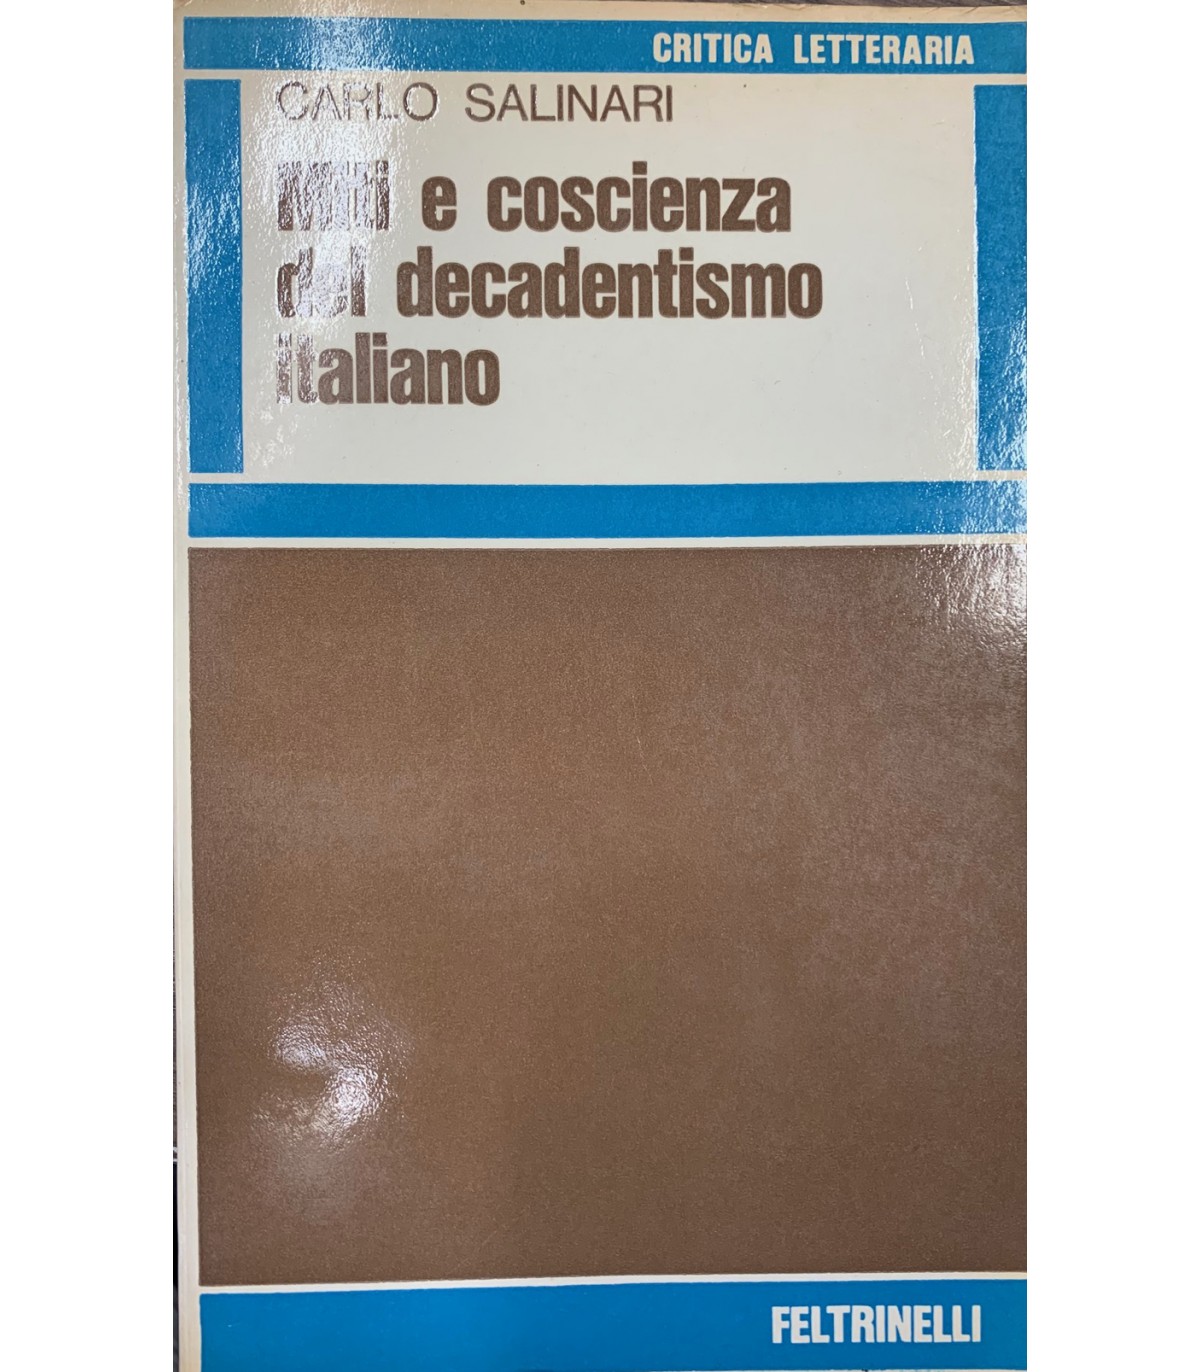 CRITICA LETTERARIA
CARLO SALINARI
Miti e coscienza
del decadentismo
italiano
FELTRINELLI